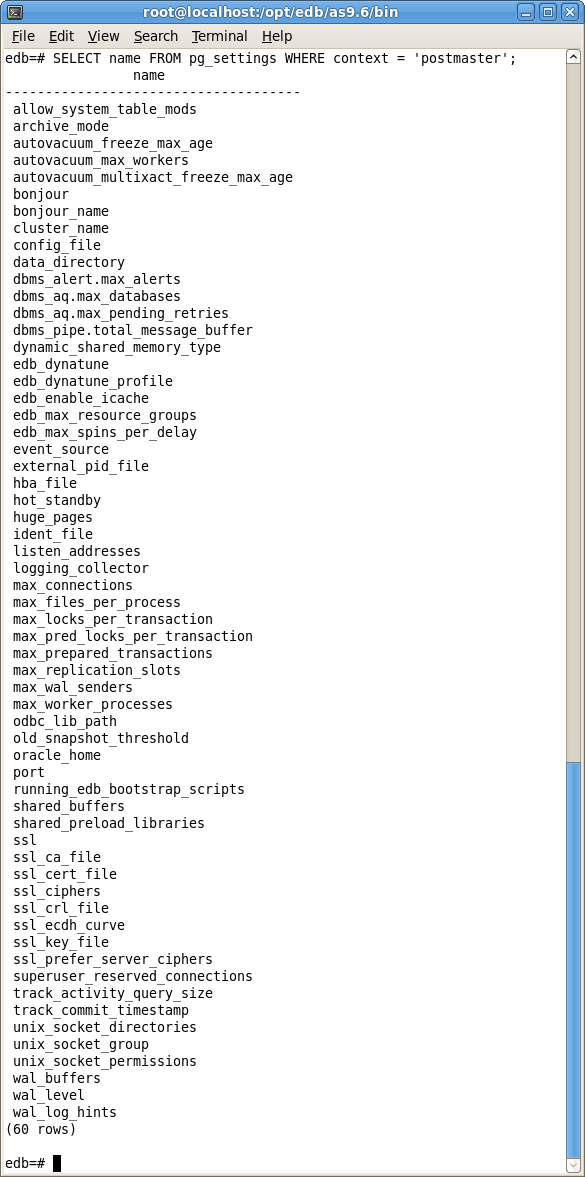 root@localhost:/opt/edb/as9.6/bin
File Edit View Search Terminal Help
edb=# SELECT name FROM pg_settings WHERE context = 'postmaster';
name
-------------------------------------
allow_system_table_mods
archive_mode
autovacuum_freeze_max_age
autovacuum_max_workers
autovacuum_multixact_freeze_max_age
bonjour
bonjour_name
cluster_name
config_file
data_directory
dbms_alert.max_alerts
dbms_aq.max_databases
dbms_aq.max_pending_retries
dbms_pipe.total_message_buffer
dynamic_shared_memory_type
edb_dynatune
edb_dynatune_profile
edb_enable_icache
edb_max_resource_groups
edb_max_spins_per_delay
event_source
external_pid_file
hba_file
hot_standby
huge_pages
ident_file
listen_addresses
logging_collector
max_connections
max_files_per_process
max_locks_per_transaction
max_pred_locks_per_transaction
max_prepared_transactions
max_replication_slots
max_wal_senders
max_worker_processes
odbc_lib_path
old_snapshot_threshold
oracle_home
port
running_edb_bootstrap_scripts
shared_buffers
shared_preload_libraries
ssl
ssl_ca_file
ssl_cert_file
ssl_ciphers
ssl_crl_file
ssl_ecdh_curve
ssl_key_file
ssl_prefer_server_ciphers
superuser_reserved_connections
track_activity_query_size
track_commit_timestamp
unix_socket_directories
unix_socket_group
unix_socket_permissions
wal_buffers
wal_level
wal_log_hints
(60 rows)
edb=#